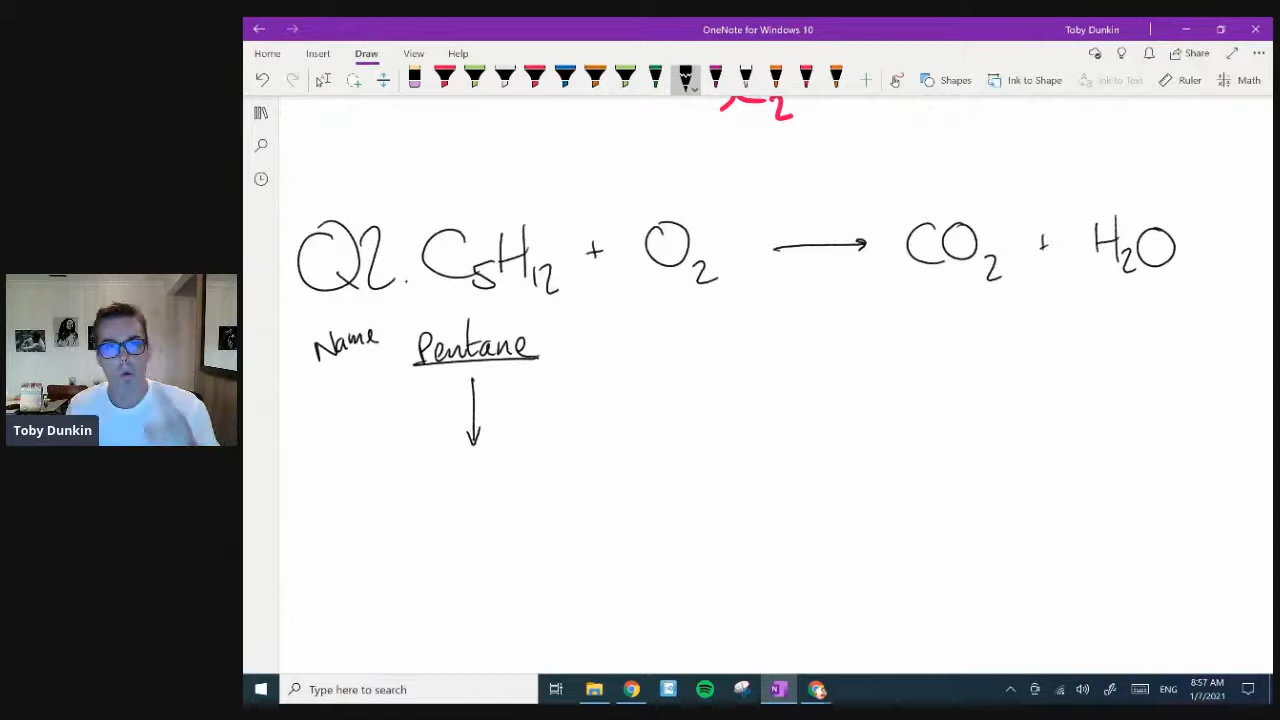 OneNote for Windows 10
Toby Dunkin
Home Insert Draw View Help
Share
Shapes Ink to Shape Ink to Text Ruler Math
2
Q2. C5H12 + O2 → CO2 + H2O
Name Pentane
Toby Dunkin
Type here to search
ENG
8:57 AM
1/7/2021